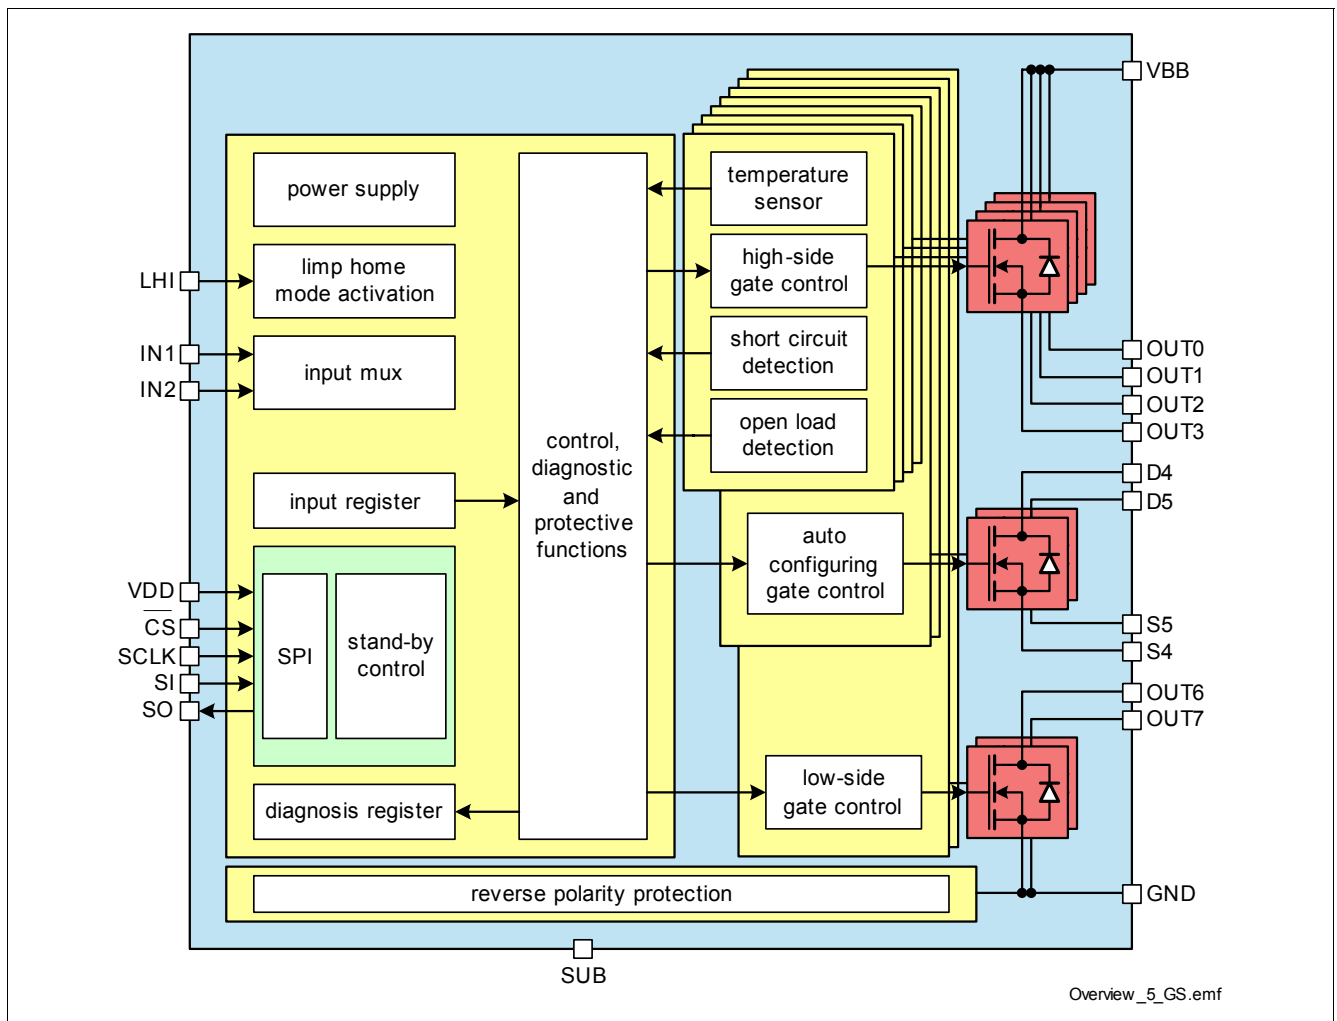 VBB
power supply
temperature
sensor
LHI
limp home
mode activation
high-side
gate control
IN1
IN2
input mux
short circuit
detection
OUT0
OUT1
OUT2
OUT3
open load
detection
control,
diagnostic
and
protective
functions
input register
D4
D5
auto
configuring
gate control
VDD
CS
SCLK
SI
SO
SPI
stand-by
control
S5
S4
OUT6
OUT7
low-side
gate control
diagnosis register
reverse polarity protection
GND
SUB
Overview_5_GS.emf